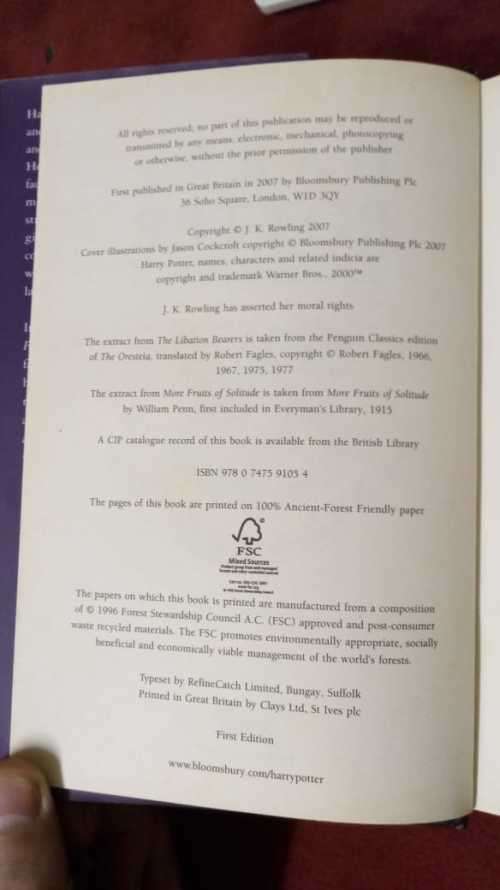 All rights reserved; no part of this publication may be reproduced or
transmitted by any means, electronic, mechanical, photocopying
or otherwise, without the prior permission of the publisher
First published in Great Britain in 2007 by Bloomsbury Publishing Plc
36 Soho Square, London, W1D 3QY
Copyright © J. K. Rowling 2007
Cover illustrations by Jason Cockcroft copyright © Bloomsbury Publishing Plc 2007
Harry Potter, names, characters and related indicia are
copyright and trademark Warner Bros., 2000™
J. K. Rowling has asserted her moral rights
The extract from The Libation Bearers is taken from the Penguin Classics edition
of The Oresteia, translated by Robert Fagles, copyright © Robert Fagles, 1966,
1967, 1975, 1977
The extract from More Fruits of Solitude is taken from More Fruits of Solitude
by William Penn, first included in Everyman's Library, 1915
A CIP catalogue record of this book is available from the British Library
ISBN 978 0 7475 9105 4
The pages of this book are printed on 100% Ancient-Forest Friendly paper
FSC
Mixed Sources
Product group from well-managed
forests and other controlled sources
The papers on which this book is printed are manufactured from a composition
of © 1996 Forest Stewardship Council A.C. (FSC) approved and post-consumer
waste recycled materials. The FSC promotes environmentally appropriate, socially
beneficial and economically viable management of the world's forests.
Typeset by RefineCatch Limited, Bungay, Suffolk
Printed in Great Britain by Clays Ltd, St Ives plc
First Edition
www.bloomsbury.com/harrypotter